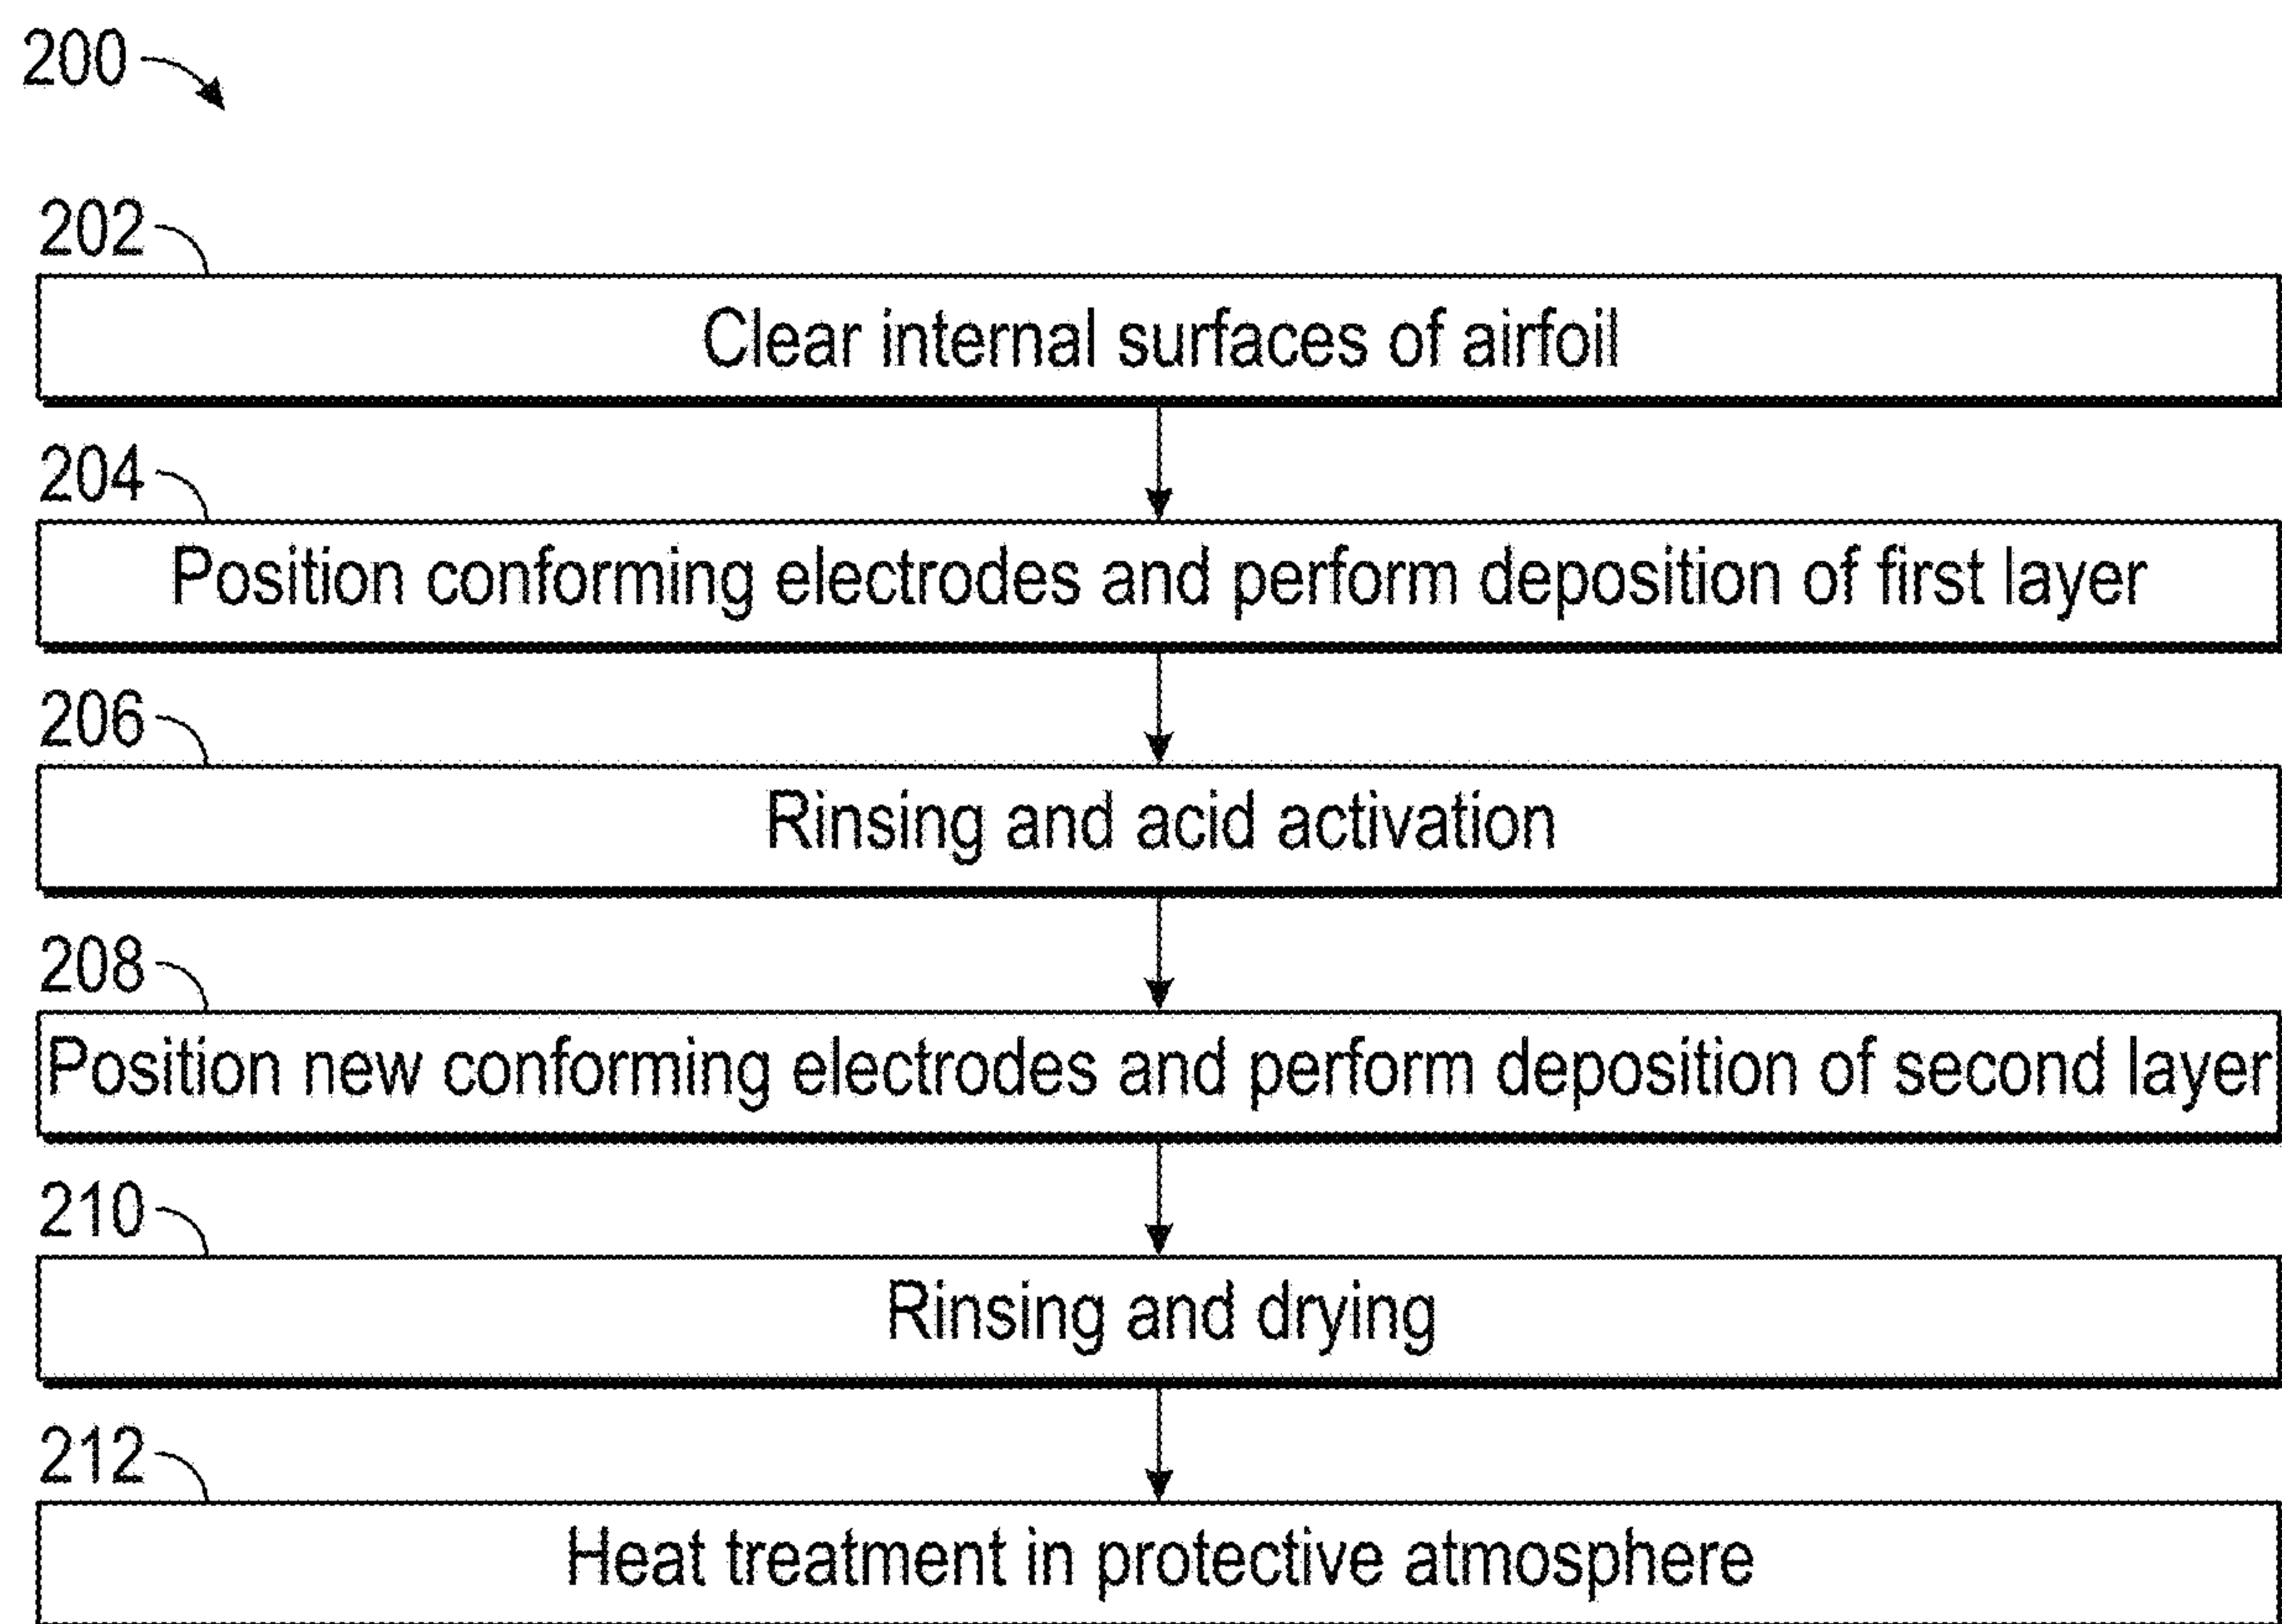 200
202
Clear internal surfaces of airfoil
204
Position conforming electrodes and perform deposition of first layer
206
Rinsing and acid activation
208
Position new conforming electrodes and perform deposition of second layer
210
Rinsing and drying
212
Heat treatment in protective atmosphere